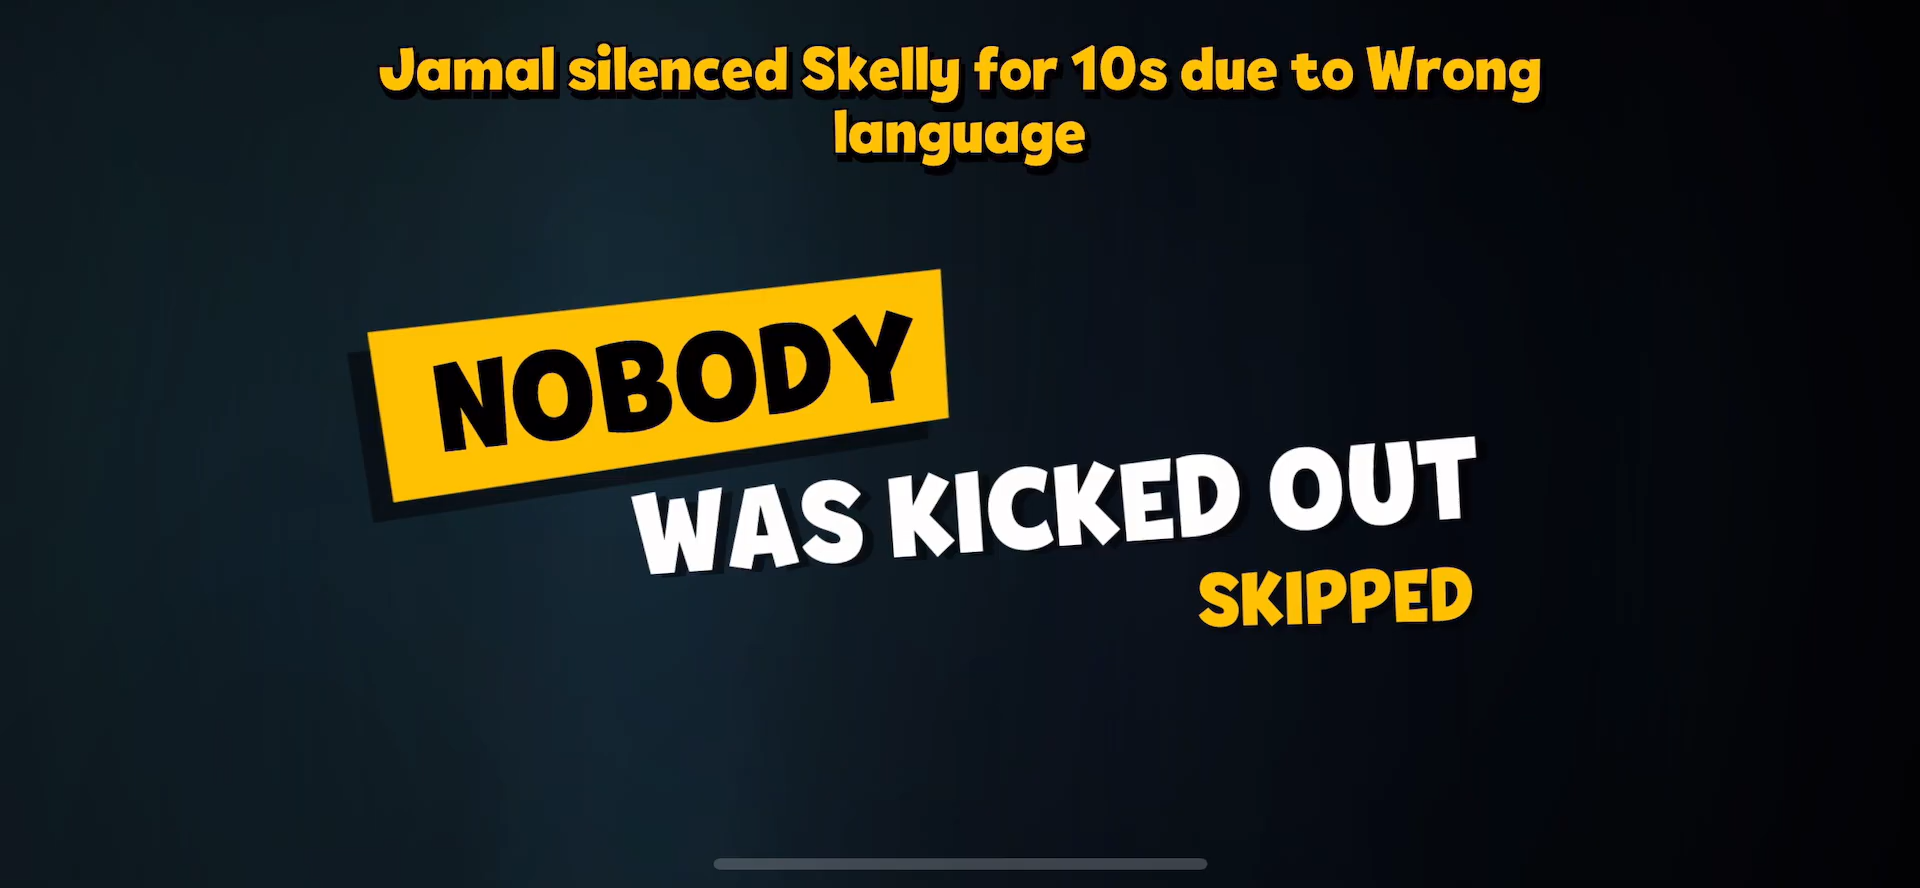 Jamal silenced Skelly for 10s due to Wrong
language
NOBODY
WAS KICKED OUT
SKIPPED